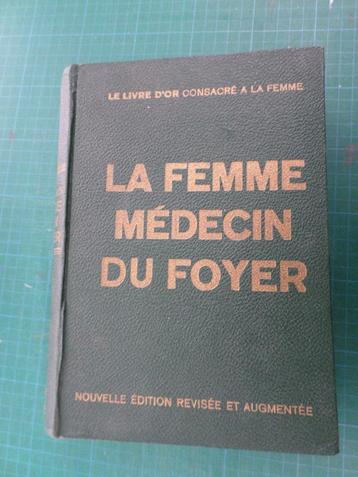 LE LIVRE D'OR CONSACRÉ A LA FEMME
LA FEMME
MÉDECIN
DU FOYER
NOUVELLE ÉDITION REVISÉE ET AUGMENTÉE